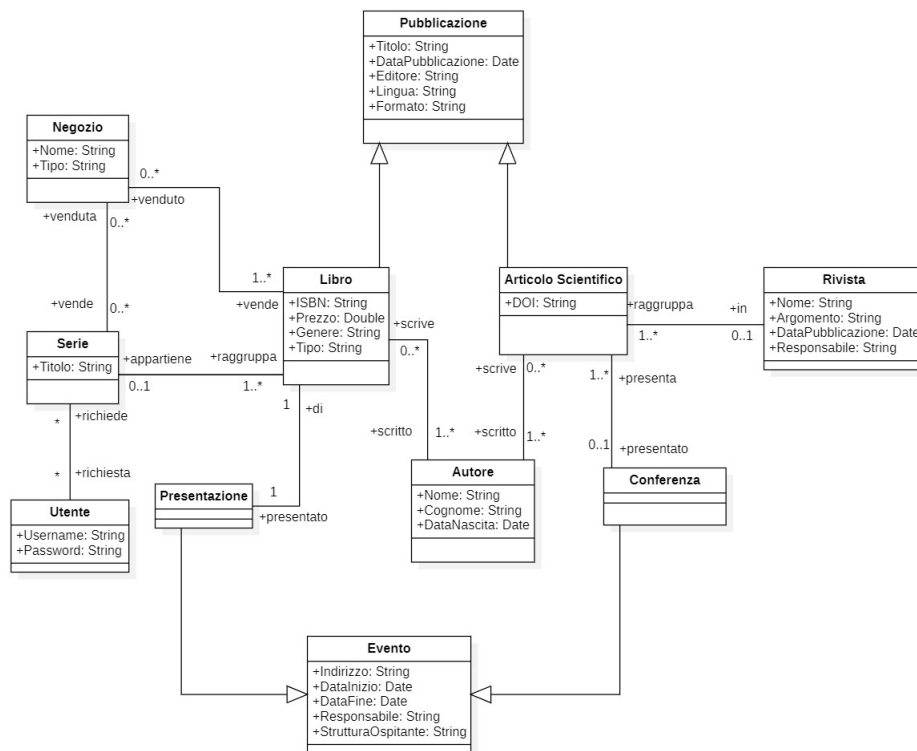 Pubblicazione
+Titolo: String
+DataPubblicazione: Date
+Editore: String
+Lingua: String
+Formato: String
Negozio
+Nome: String
+Tipo: String
0..*
+venduto
+venduta
0..*
1..*
+vende
+vende
0..*
Libro
+ISBN: String
+Prezzo: Double
+Genere: String
+Tipo: String
Articolo Scientifico
+DOI: String
Rivista
+Nome: String
+Argomento: String
+DataPubblicazione: Date
+Responsabile: String
+raggruppa
1..*
+in
0..1
Serie
+Titolo: String
+appartiene
0..1
+raggruppa
1..*
+scrive
0..*
+scrive
0..*
1..*
+presenta
1
+di
*
+richiede
*
+richiesta
+scritto
1..*
+scritto
1..*
0..1
+presentato
Autore
+Nome: String
+Cognome: String
+DataNascita: Date
Conferenza
Presentazione
1
+presentato
Utente
+Username: String
+Password: String
Evento
+Indirizzo: String
+DataInizio: Date
+DataFine: Date
+Responsabile: String
+StrutturaOspitante: String